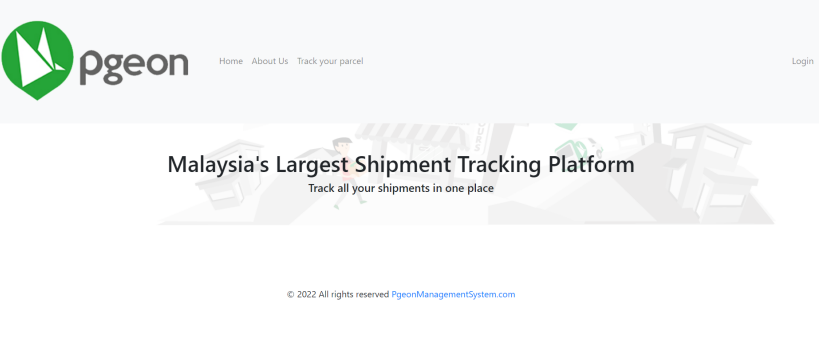 pgeon
Home About Us Track your parcel Login
Malaysia's Largest Shipment Tracking Platform
Track all your shipments in one place
© 2022 All rights reserved PgeonManagementSystem.com